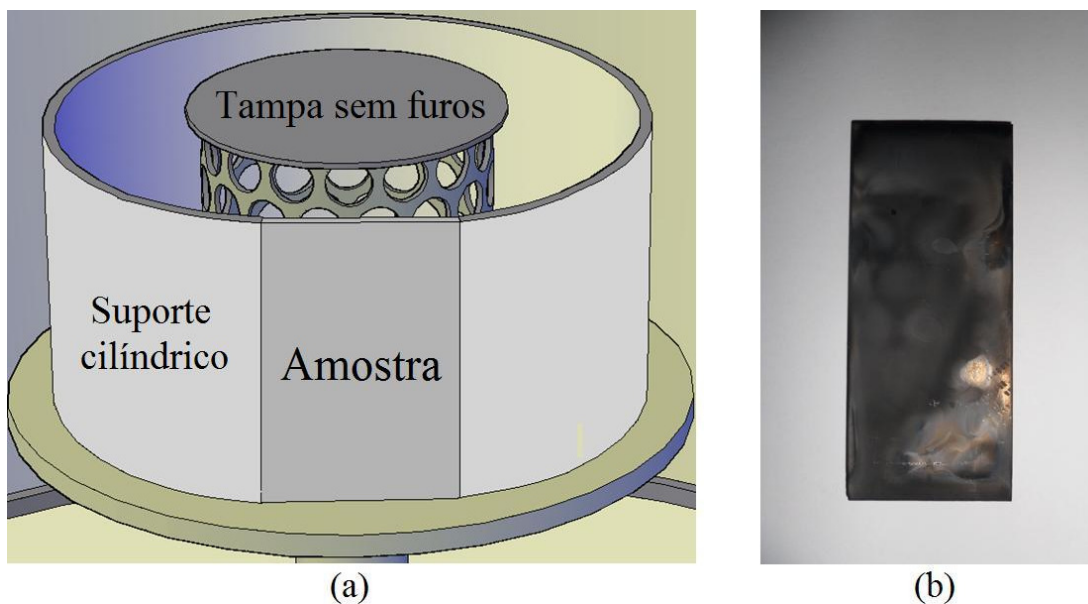 Tampa sem furos
Suporte
cilíndrico
Amostra
(a)
(b)